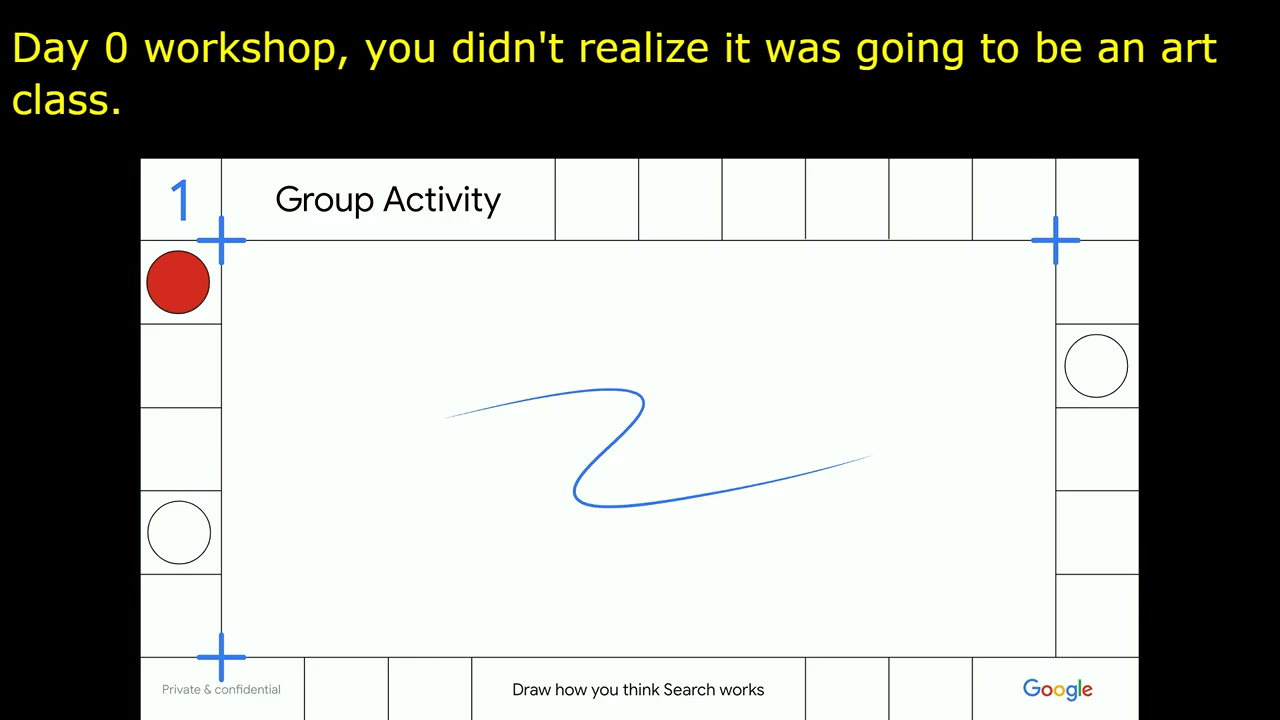 Day 0 workshop, you didn't realize it was going to be an art
class.
1
Group Activity
Private & confidential
Draw how you think Search works
Google